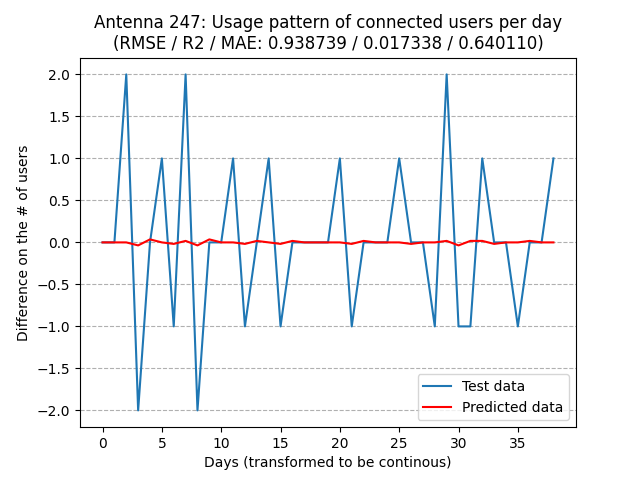 Antenna 247: Usage pattern of connected users per day
(RMSE / R2 / MAE: 0.938739 / 0.017338 / 0.640110)
Difference on the # of users
2.0
1.5
1.0
0.5
0.0
−0.5
−1.0
−1.5
−2.0
Test data
Predicted data
0 5 10 15 20 25 30 35
Days (transformed to be continous)